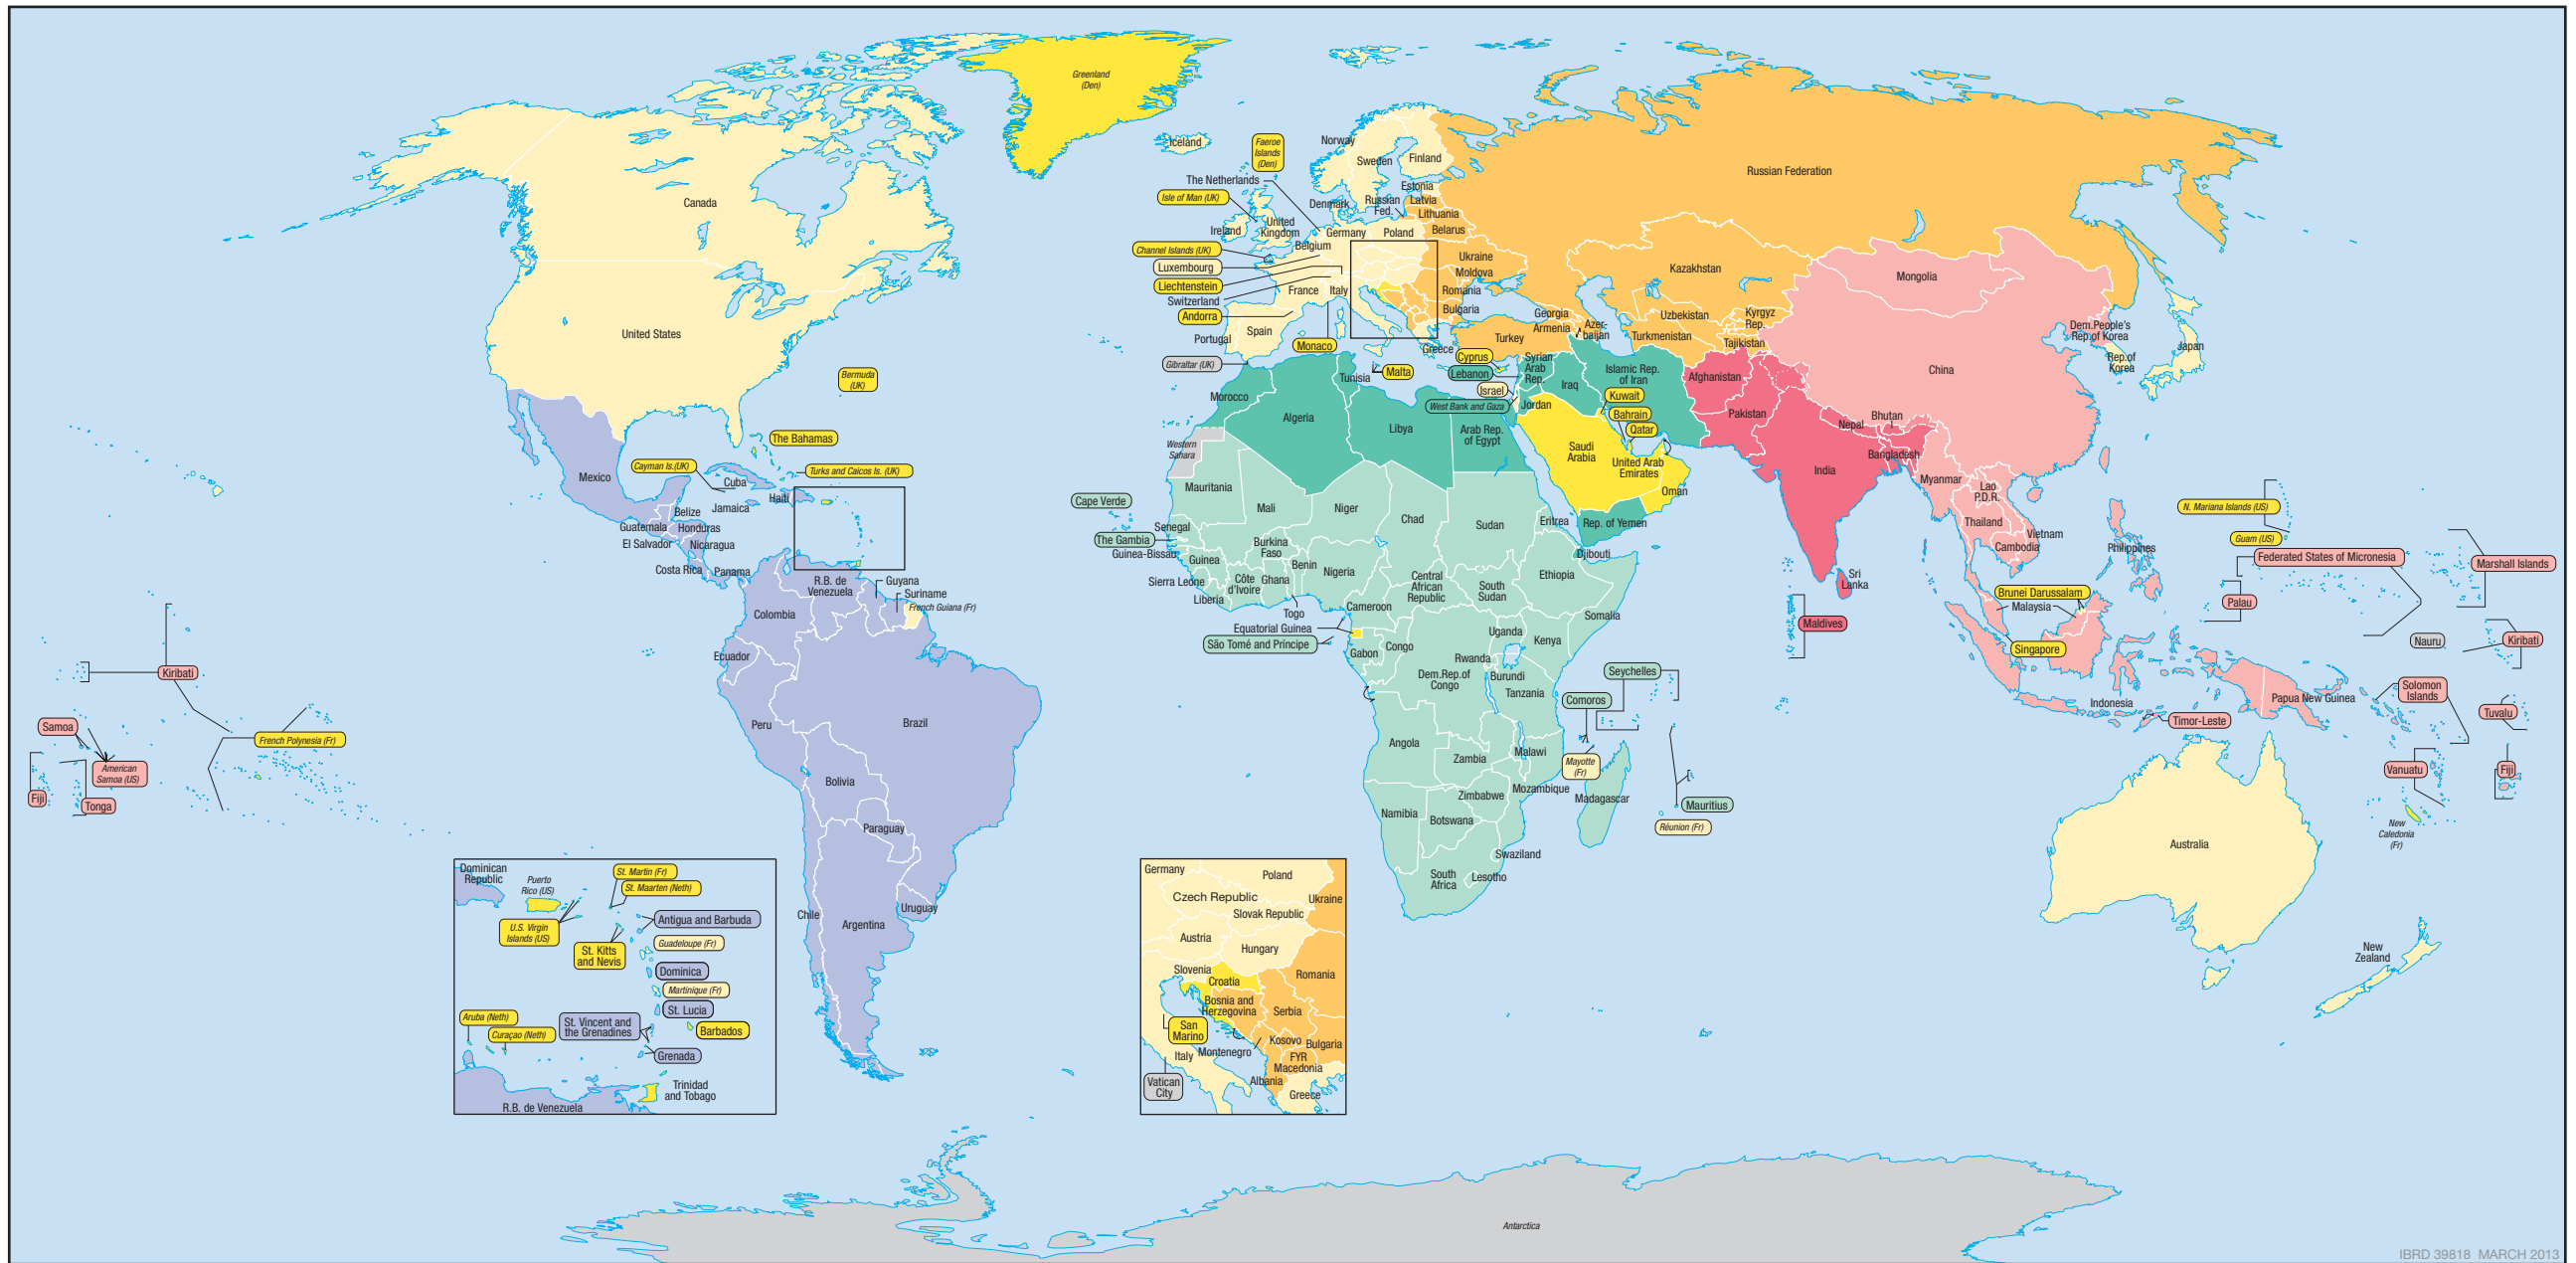 Greenland
(Den)
Iceland
Faeroe
Islands
(Den)
Norway
Sweden
Finland
Russian Federation
Canada
The Netherlands
Isle of Man (UK)
Estonia
Latvia
Russian
Fed.
Lithuania
Denmark
United
Kingdom
Ireland
Germany
Poland
Belarus
Belgium
Channel Islands (UK)
Luxembourg
Ukraine
Moldova
Liechtenstein
France
Italy
Romania
Switzerland
Andorra
Bulgaria
Spain
Portugal
Monaco
Greece
Gibraltar (UK)
Kazakhstan
Mongolia
Georgia
Armenia
Azer-
baijan
Uzbekistan
Kyrgyz
Rep.
Turkmenistan
Tajikistan
Turkey
Cyprus
Syrian
Arab
Rep.
Lebanon
Israel
West Bank and Gaza
Jordan
Iraq
Islamic Rep.
of Iran
Afghanistan
Kuwait
Bahrain
Qatar
Pakistan
Dem.People's
Rep.of Korea
Rep.of
Korea
Japan
China
United States
Bermuda
(UK)
Malta
Tunisia
Morocco
Algeria
Libya
Arab Rep.
of Egypt
Saudi
Arabia
United Arab
Emirates
Oman
Rep. of Yemen
Western
Sahara
Nepal
Bhutan
Bangladesh
India
Myanmar
Lao
P.D.R.
Thailand
Vietnam
Cambodia
Philippines
Sri
Lanka
Maldives
The Bahamas
Cayman Is.(UK)
Turks and Caicos Is. (UK)
Mexico
Cuba
Haiti
Jamaica
Belize
Guatemala
Honduras
El Salvador
Nicaragua
Costa Rica
Panama
R.B. de
Venezuela
Guyana
Suriname
French Guiana (Fr)
Colombia
Ecuador
Peru
Brazil
Bolivia
Paraguay
Chile
Argentina
Uruguay
Cape Verde
Mauritania
Mali
Niger
Chad
Sudan
Eritrea
Senegal
The Gambia
Guinea-Bissau
Guinea
Sierra Leone
Liberia
Côte
d'Ivoire
Burkina
Faso
Ghana
Benin
Togo
Nigeria
Cameroon
Central
African
Republic
South
Sudan
Ethiopia
Djibouti
Somalia
Equatorial Guinea
São Tomé and Príncipe
Gabon
Congo
Uganda
Kenya
Rwanda
Burundi
Dem.Rep.of
Congo
Tanzania
Seychelles
Comoros
Angola
Zambia
Malawi
Mayotte
(Fr)
Mozambique
Zimbabwe
Madagascar
Namibia
Botswana
Mauritius
Réunion (Fr)
Swaziland
Lesotho
South
Africa
N. Mariana Islands (US)
Guam (US)
Federated States of Micronesia
Marshall Islands
Brunei Darussalam
Malaysia
Palau
Singapore
Nauru
Kiribati
Solomon
Islands
Indonesia
Papua New Guinea
Timor-Leste
Tuvalu
Vanuatu
Fiji
New
Caledonia
(Fr)
Australia
New
Zealand
Kiribati
Samoa
American
Samoa (US)
French Polynesia (Fr)
Fiji
Tonga
Dominican
Republic
Puerto
Rico (US)
St. Martin (Fr)
St. Maarten (Neth)
Antigua and Barbuda
U.S. Virgin
Islands (US)
St. Kitts
and Nevis
Guadeloupe (Fr)
Dominica
Martinique (Fr)
St. Lucia
Aruba (Neth)
Curaçao (Neth)
St. Vincent and
the Grenadines
Barbados
Grenada
Trinidad
and Tobago
R.B. de Venezuela
Germany
Poland
Czech Republic
Ukraine
Slovak Republic
Austria
Hungary
Slovenia
Croatia
Romania
Bosnia and
Herzegovina
Serbia
San
Marino
Italy
Montenegro
Kosovo
Bulgaria
FYR
Macedonia
Vatican
City
Albania
Greece
Antarctica
IBRD 39818 MARCH 2013